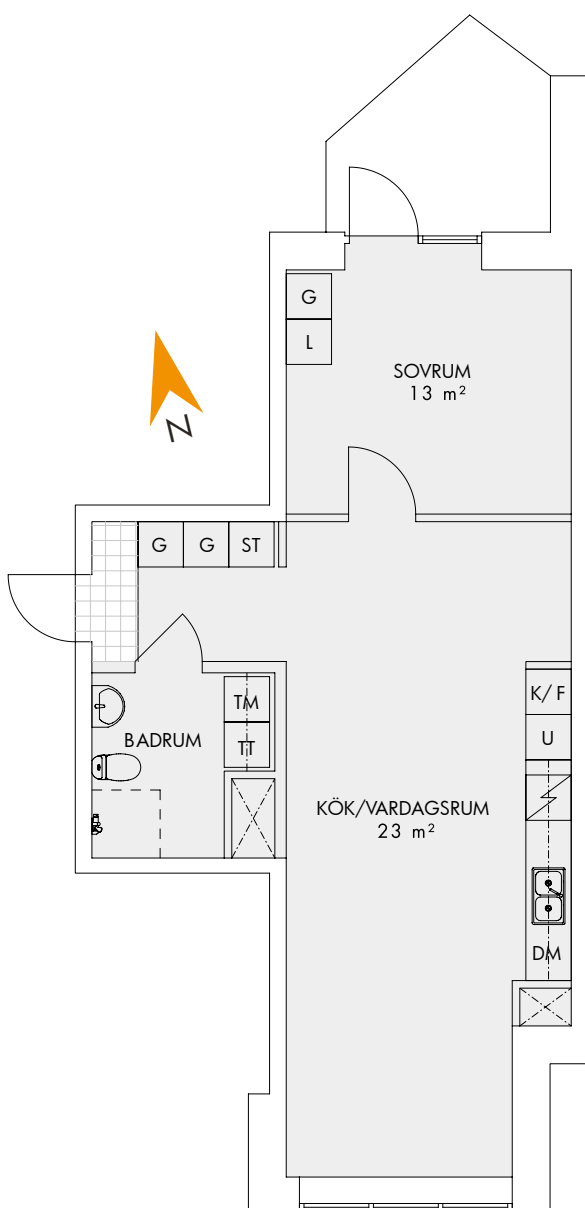 G
L
SOVRUM
13 m²
N
G G ST
TM
TT
BADRUM
K/F
U
KÖK/VARDAGSRUM
23 m²
DM